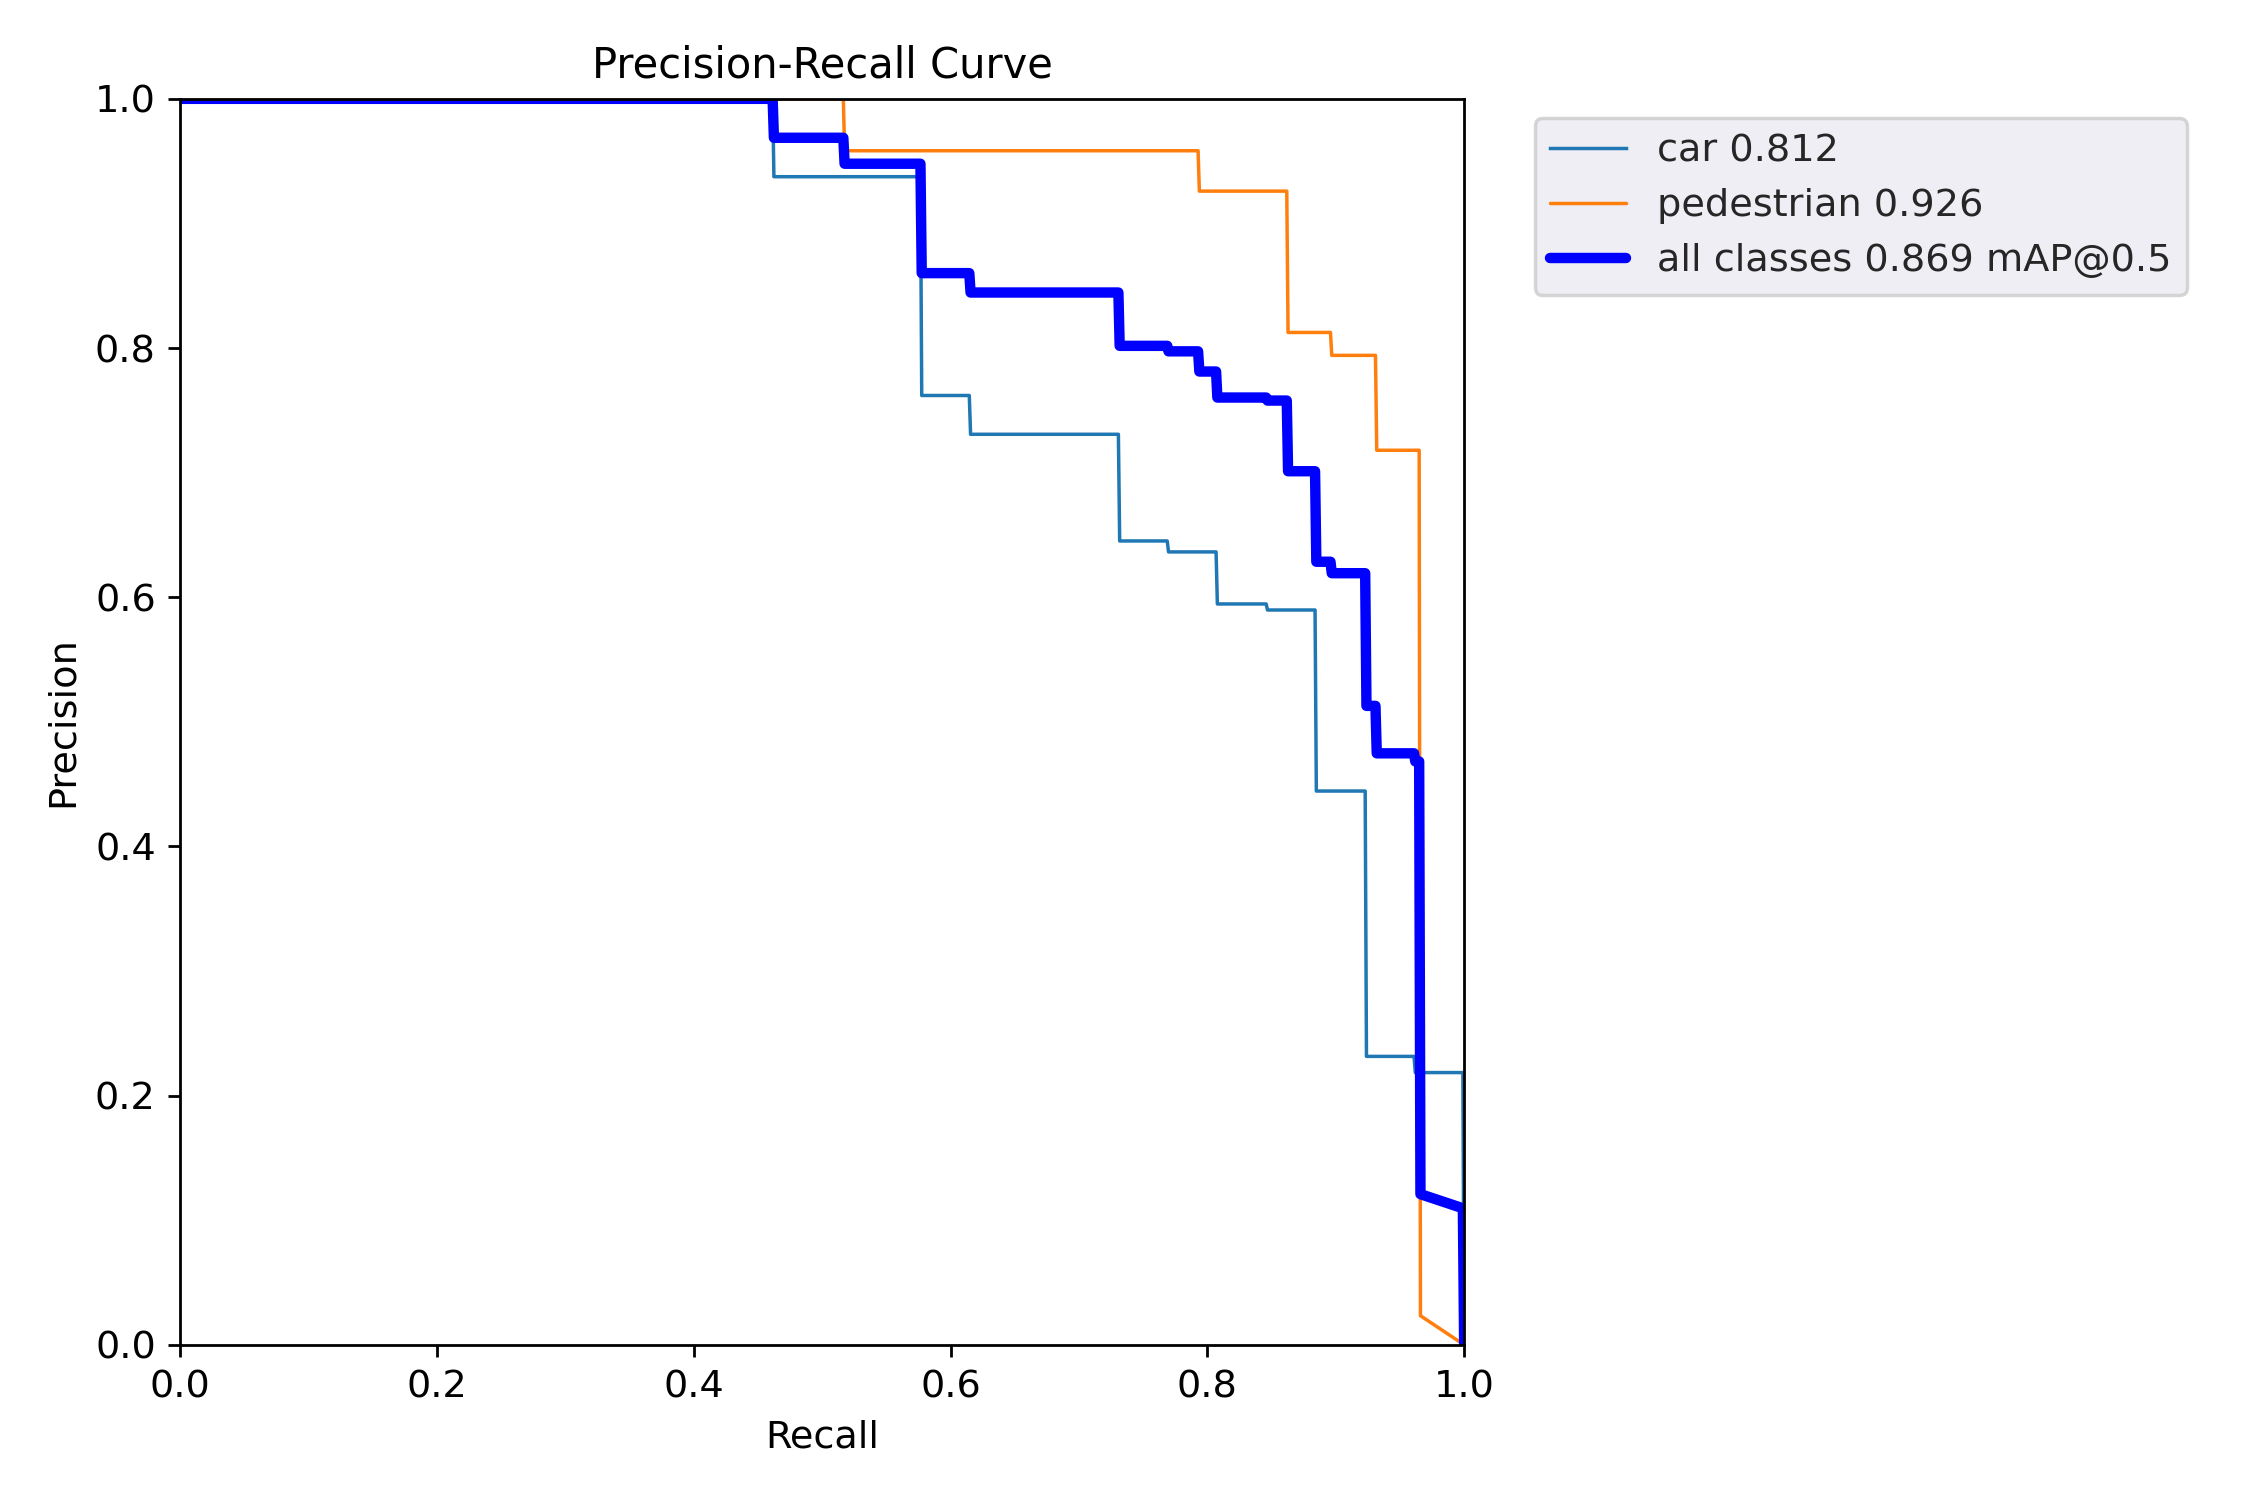 Precision-Recall Curve
1.0
0.8
0.6
0.4
0.2
0.0
Precision
0.0 0.2 0.4 0.6 0.8 1.0
Recall
car 0.812
pedestrian 0.926
all classes 0.869 mAP@0.5